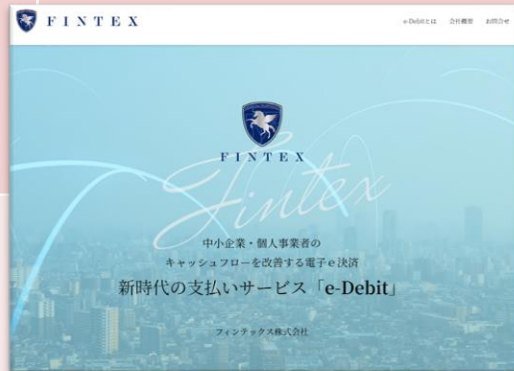 FINTEX
e-Debitとは 会社概要 お問合せ
FINTEX
Fintex
中小企業・個人事業者の
キャッシュフローを改善する電子e決済
新時代の支払いサービス「e-Debit」
フィンテックス株式会社